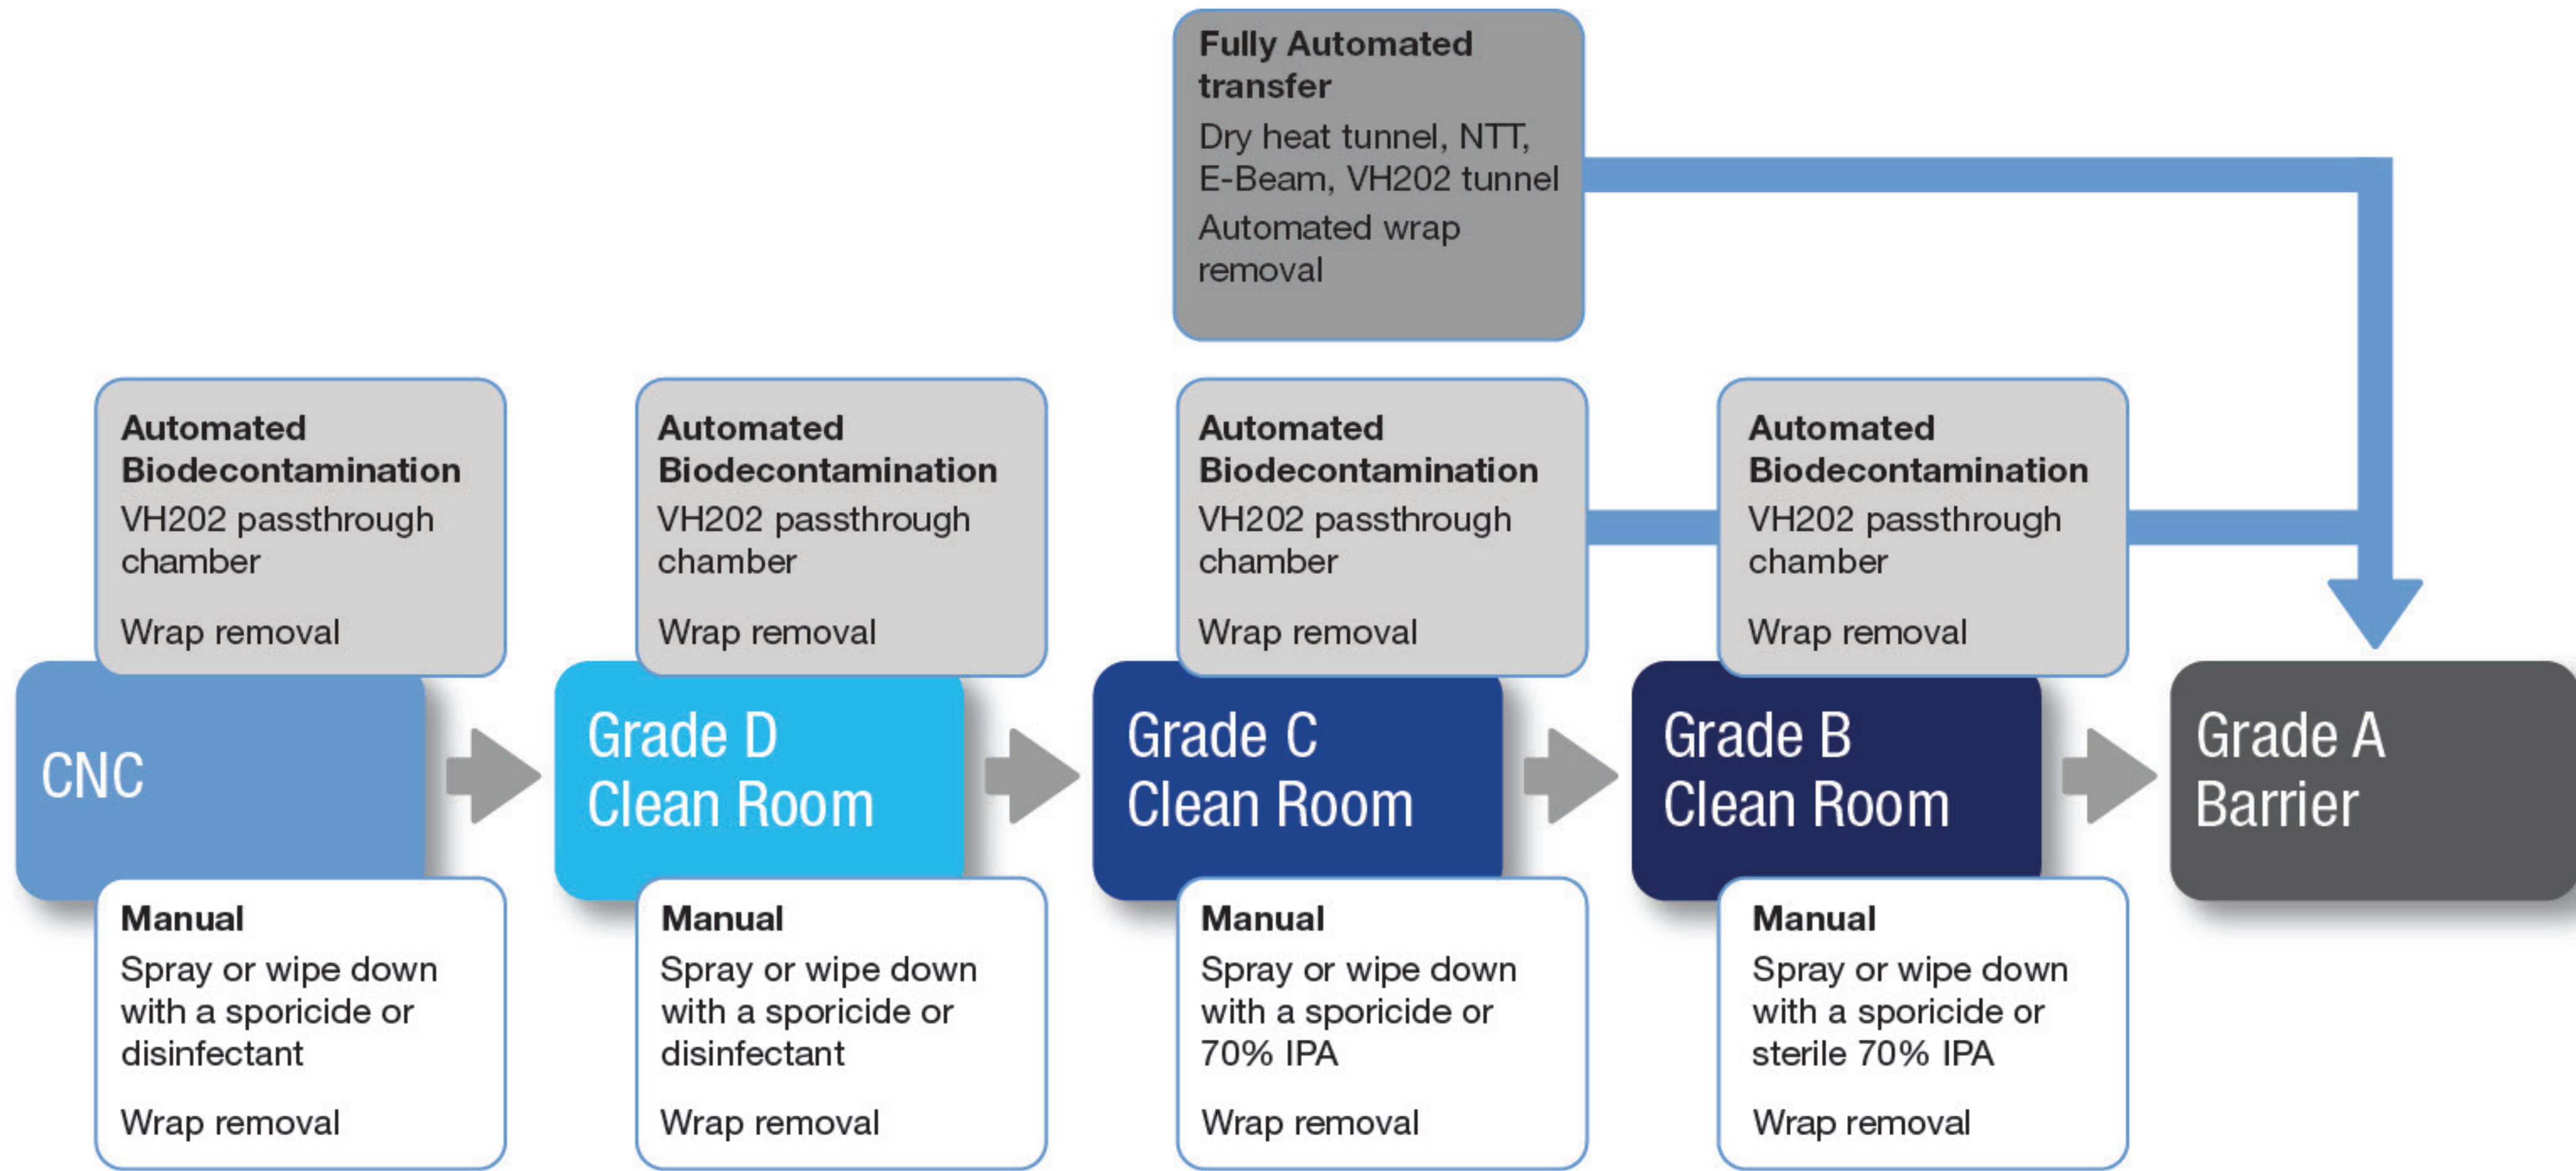 Fully Automated
transfer
Dry heat tunnel, NTT,
E-Beam, VH202 tunnel
Automated wrap
removal
Automated
Biodecontamination
VH202 passthrough
chamber
Wrap removal
Automated
Biodecontamination
VH202 passthrough
chamber
Wrap removal
Automated
Biodecontamination
VH202 passthrough
chamber
Wrap removal
Automated
Biodecontamination
VH202 passthrough
chamber
Wrap removal
CNC
Grade D
Clean Room
Grade C
Clean Room
Grade B
Clean Room
Grade A
Barrier
Manual
Spray or wipe down
with a sporicide or
disinfectant
Wrap removal
Manual
Spray or wipe down
with a sporicide or
disinfectant
Wrap removal
Manual
Spray or wipe down
with a sporicide or
70% IPA
Wrap removal
Manual
Spray or wipe down
with a sporicide or
sterile 70% IPA
Wrap removal